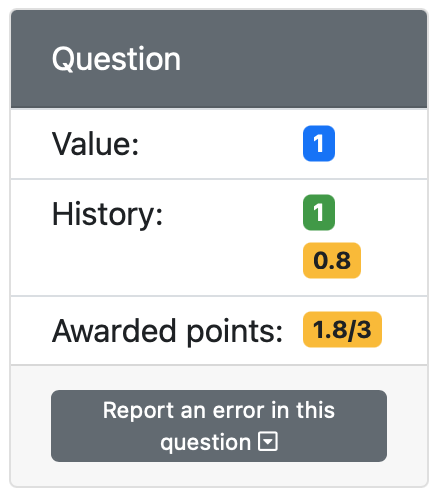 Question
Value: 1
History: 1
0.8
Awarded points: 1.8/3
Report an error in this
question